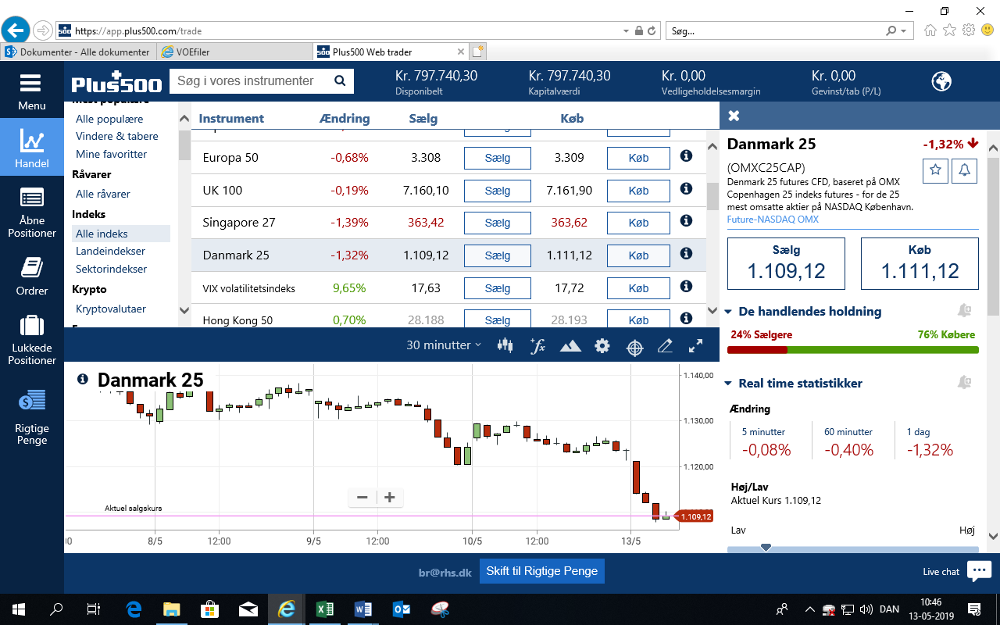 https://app.plus500.com/trade
Søg...
Dokumenter - Alle dokumenter
VOEfiler
Plus500 Web trader
Menu
Handel
Åbne
Positioner
Ordrer
Lukkede
Positioner
Rigtige
Penge
Plus500
Søg i vores instrumenter
Kr. 797.740,30
Disponibelt
Kr. 797.740,30
Kapitalværdi
Kr. 0,00
Vedligeholdelsesmargin
Kr. 0,00
Gevinst/tab (P/L)
Mest populære
Alle populære
Vindere & tabere
Mine favoritter
Råvarer
Alle råvarer
Indeks
Alle indeks
Landeindekser
Sektorindekser
Krypto
Kryptovalutaer
Instrument Ændring Sælg Køb
Europa 50 -0,68% 3.308 Sælg 3.309 Køb
UK 100 -0,19% 7.160,10 Sælg 7.161,90 Køb
Singapore 27 -1,39% 363,42 Sælg 363,62 Køb
Danmark 25 -1,32% 1.109,12 Sælg 1.111,12 Køb
VIX volatilitetsindeks 9,65% 17,63 Sælg 17,72 Køb
Hong Kong 50 0,70% 28.188 Sælg 28.193 Køb
30 minutter
fx
Danmark 25
1.140,00
1.130,00
1.120,00
1.109,12
Aktuel salgskurs
:00 8/5 12:00 9/5 12:00 10/5 12:00 13/5
Danmark 25 -1,32%
(OMXC25CAP)
Danmark 25 futures CFD, baseret på OMX
Copenhagen 25 indeks futures - for de 25
mest omsatte aktier på NASDAQ København.
Future-NASDAQ OMX
Sælg
1.109,12
Køb
1.111,12
De handlendes holdning
24% Sælgere 76% Købere
Real time statistikker
Ændring
5 minutter 60 minutter 1 dag
-0,08% -0,40% -1,32%
Høj/Lav
Aktuel Kurs 1.109,12
Lav Høj
br@rhs.dk
Skift til Rigtige Penge
Live chat
DAN
10:46
13-05-2019